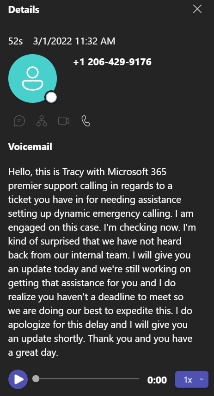 Details
52s 3/1/2022 11:32 AM
+1 206-429-9176
Voicemail
Hello, this is Tracy with Microsoft 365
premier support calling in regards to a
ticket you have in for needing assistance
setting up dynamic emergency calling. I am
engaged on this case. I'm checking now. I'm
kind of surprised that we have not heard
back from our internal team. I will give you
an update today and we're still working on
getting that assistance for you and I do
realize you haven't a deadline to meet so
we are doing our best to expedite this. I do
apologize for this delay and I will give you
an update shortly. Thank you and you have
a great day.
0:00 1x